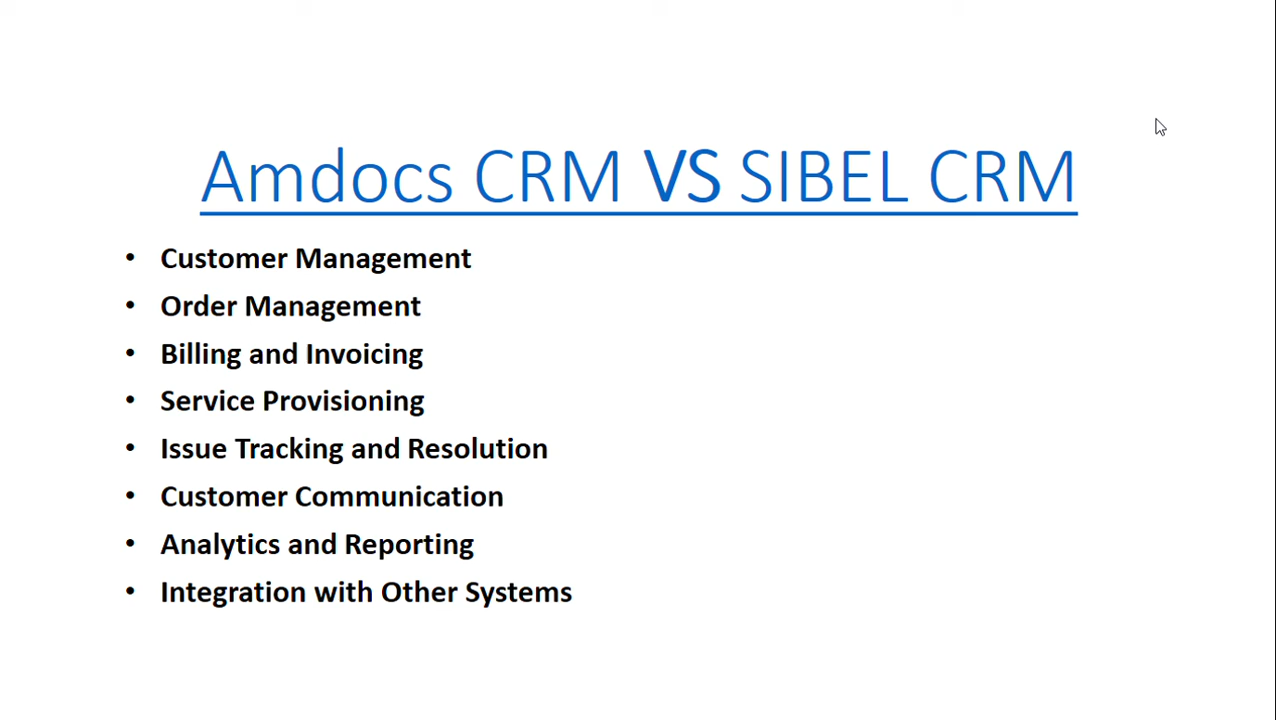 Amdocs CRM VS SIBEL CRM
• Customer Management
• Order Management
• Billing and Invoicing
• Service Provisioning
• Issue Tracking and Resolution
• Customer Communication
• Analytics and Reporting
• Integration with Other Systems